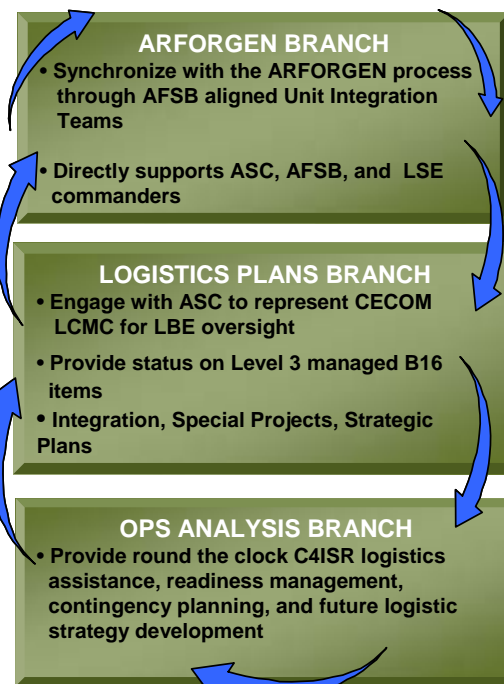 ARFORGEN BRANCH
• Synchronize with the ARFORGEN process
through AFSB aligned Unit Integration
Teams
• Directly supports ASC, AFSB, and LSE
commanders
LOGISTICS PLANS BRANCH
• Engage with ASC to represent CECOM
LCMC for LBE oversight
• Provide status on Level 3 managed B16
items
• Integration, Special Projects, Strategic
Plans
OPS ANALYSIS BRANCH
• Provide round the clock C4ISR logistics
assistance, readiness management,
contingency planning, and future logistic
strategy development